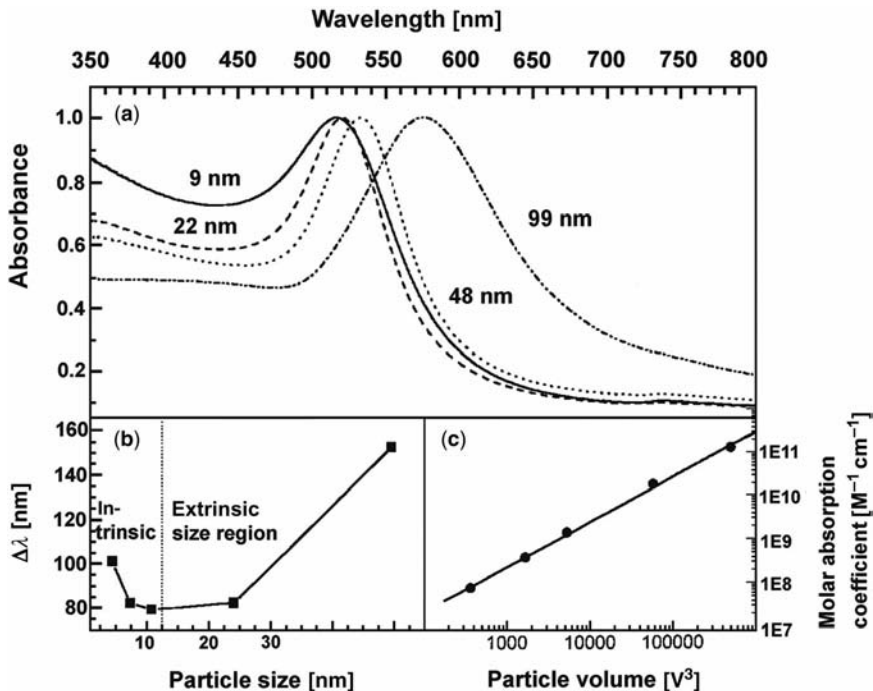 Wavelength [nm]
350 400 450 500 550 600 650 700 750 800
(a)
1.0
0.8
0.6
0.4
0.2
Absorbance
9 nm
22 nm
99 nm
48 nm
(b)
160
140
120
100
80
Δλ [nm]
In-
trinsic
Extrinsic
size region
10 20 30
Particle size [nm]
(c)
1E11
1E10
1E9
1E8
1E7
Molar absorption
coefficient [M⁻¹ cm⁻¹]
1000 10000 100000
Particle volume [V³]